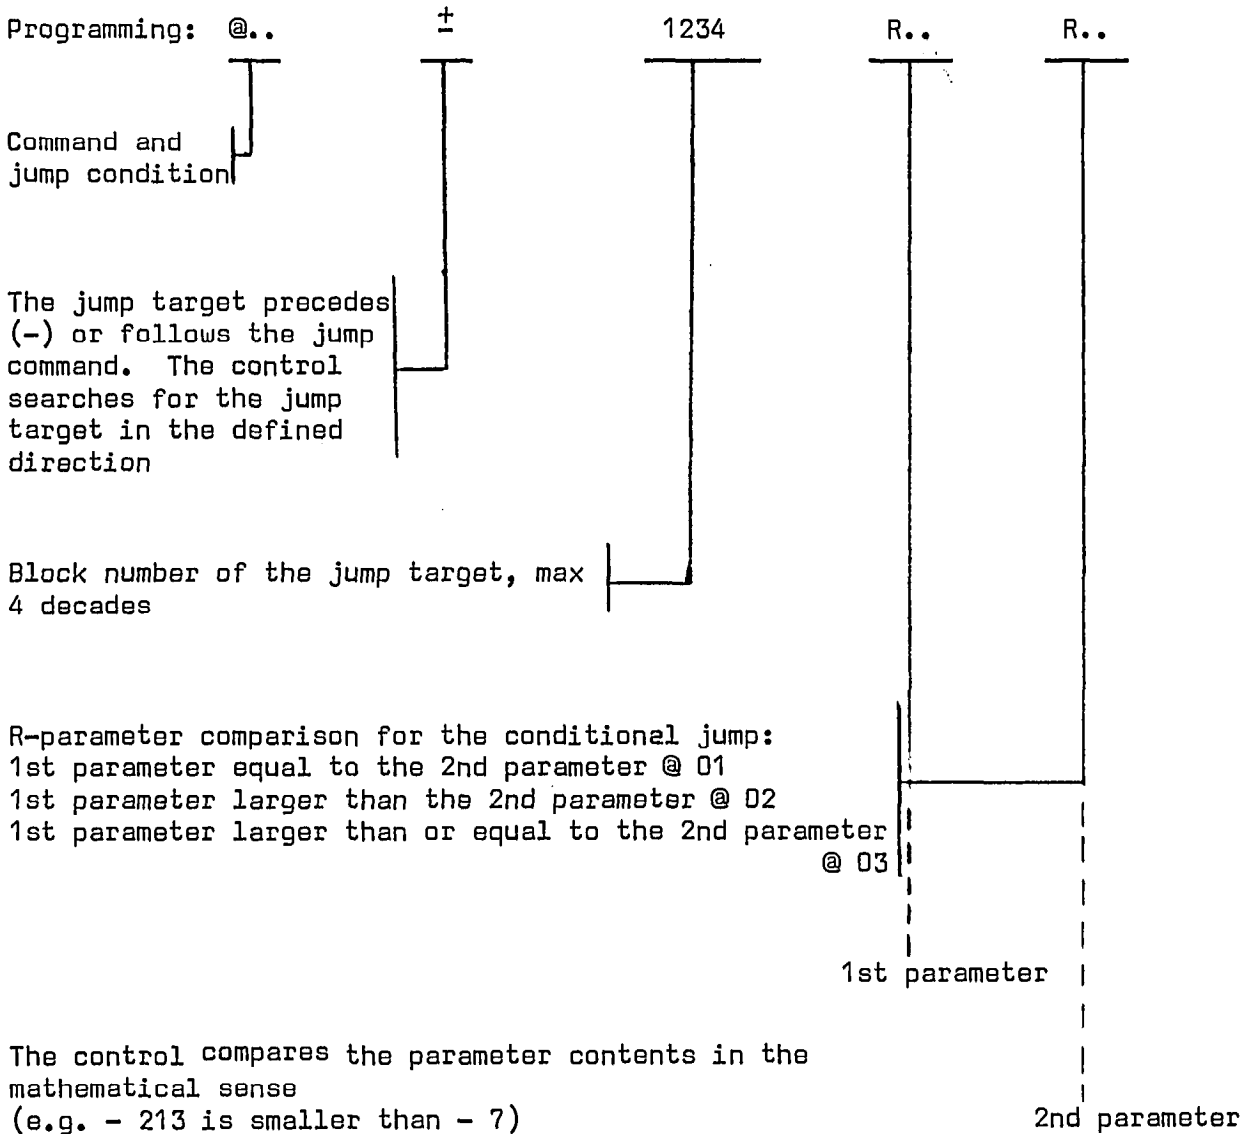 Programming: @.. ± 1234 R.. R..
Command and
jump condition
The jump target precedes
(-) or follows the jump
command. The control
searches for the jump
target in the defined
direction
Block number of the jump target, max
4 decades
R-parameter comparison for the conditional jump:
1st parameter equal to the 2nd parameter @ 01
1st parameter larger than the 2nd parameter @ 02
1st parameter larger than or equal to the 2nd parameter
@ 03
1st parameter
The control compares the parameter contents in the
mathematical sense
(e.g. - 213 is smaller than - 7)
2nd parameter